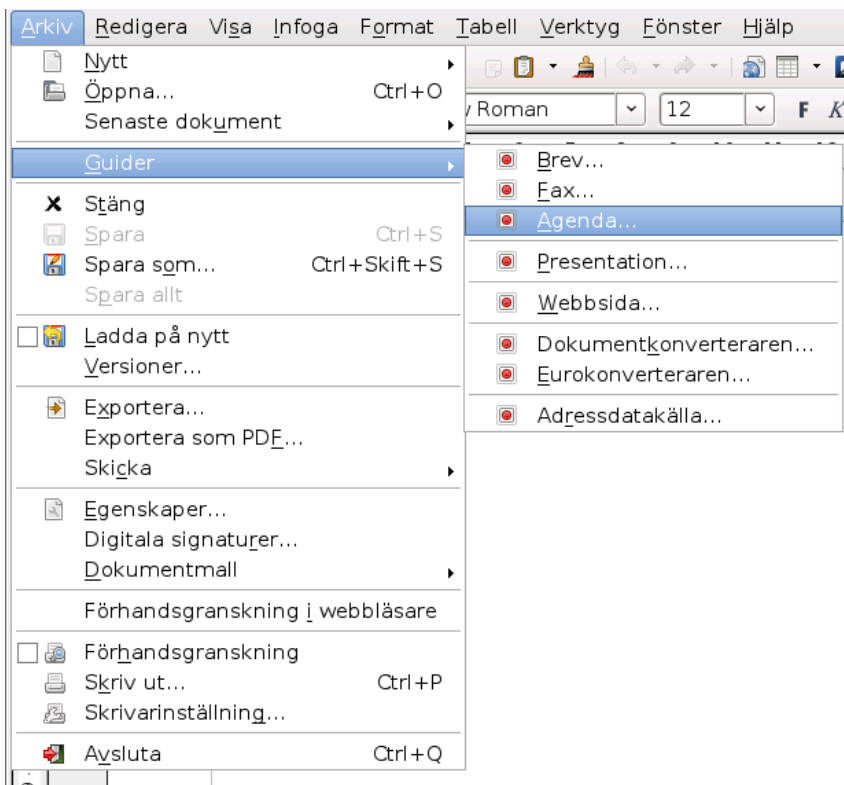 Arkiv Redigera Visa Infoga Format Tabell Verktyg Fönster Hjälp
Nytt
Öppna... Ctrl+O
Senaste dokument
Roman 12 F K
Guider
Stäng
Spara Ctrl+S
Spara som... Ctrl+Skift+S
Spara allt
Ladda på nytt
Versioner...
Exportera...
Exportera som PDF...
Skicka
Egenskaper...
Digitala signaturer...
Dokumentmall
Förhandsgranskning i webbläsare
Förhandsgranskning
Skriv ut... Ctrl+P
Skrivarinställning...
Avsluta Ctrl+Q
Brev...
Fax...
Agenda...
Presentation...
Webbsida...
Dokumentkonverteraren...
Eurokonverteraren...
Adressdatakälla...